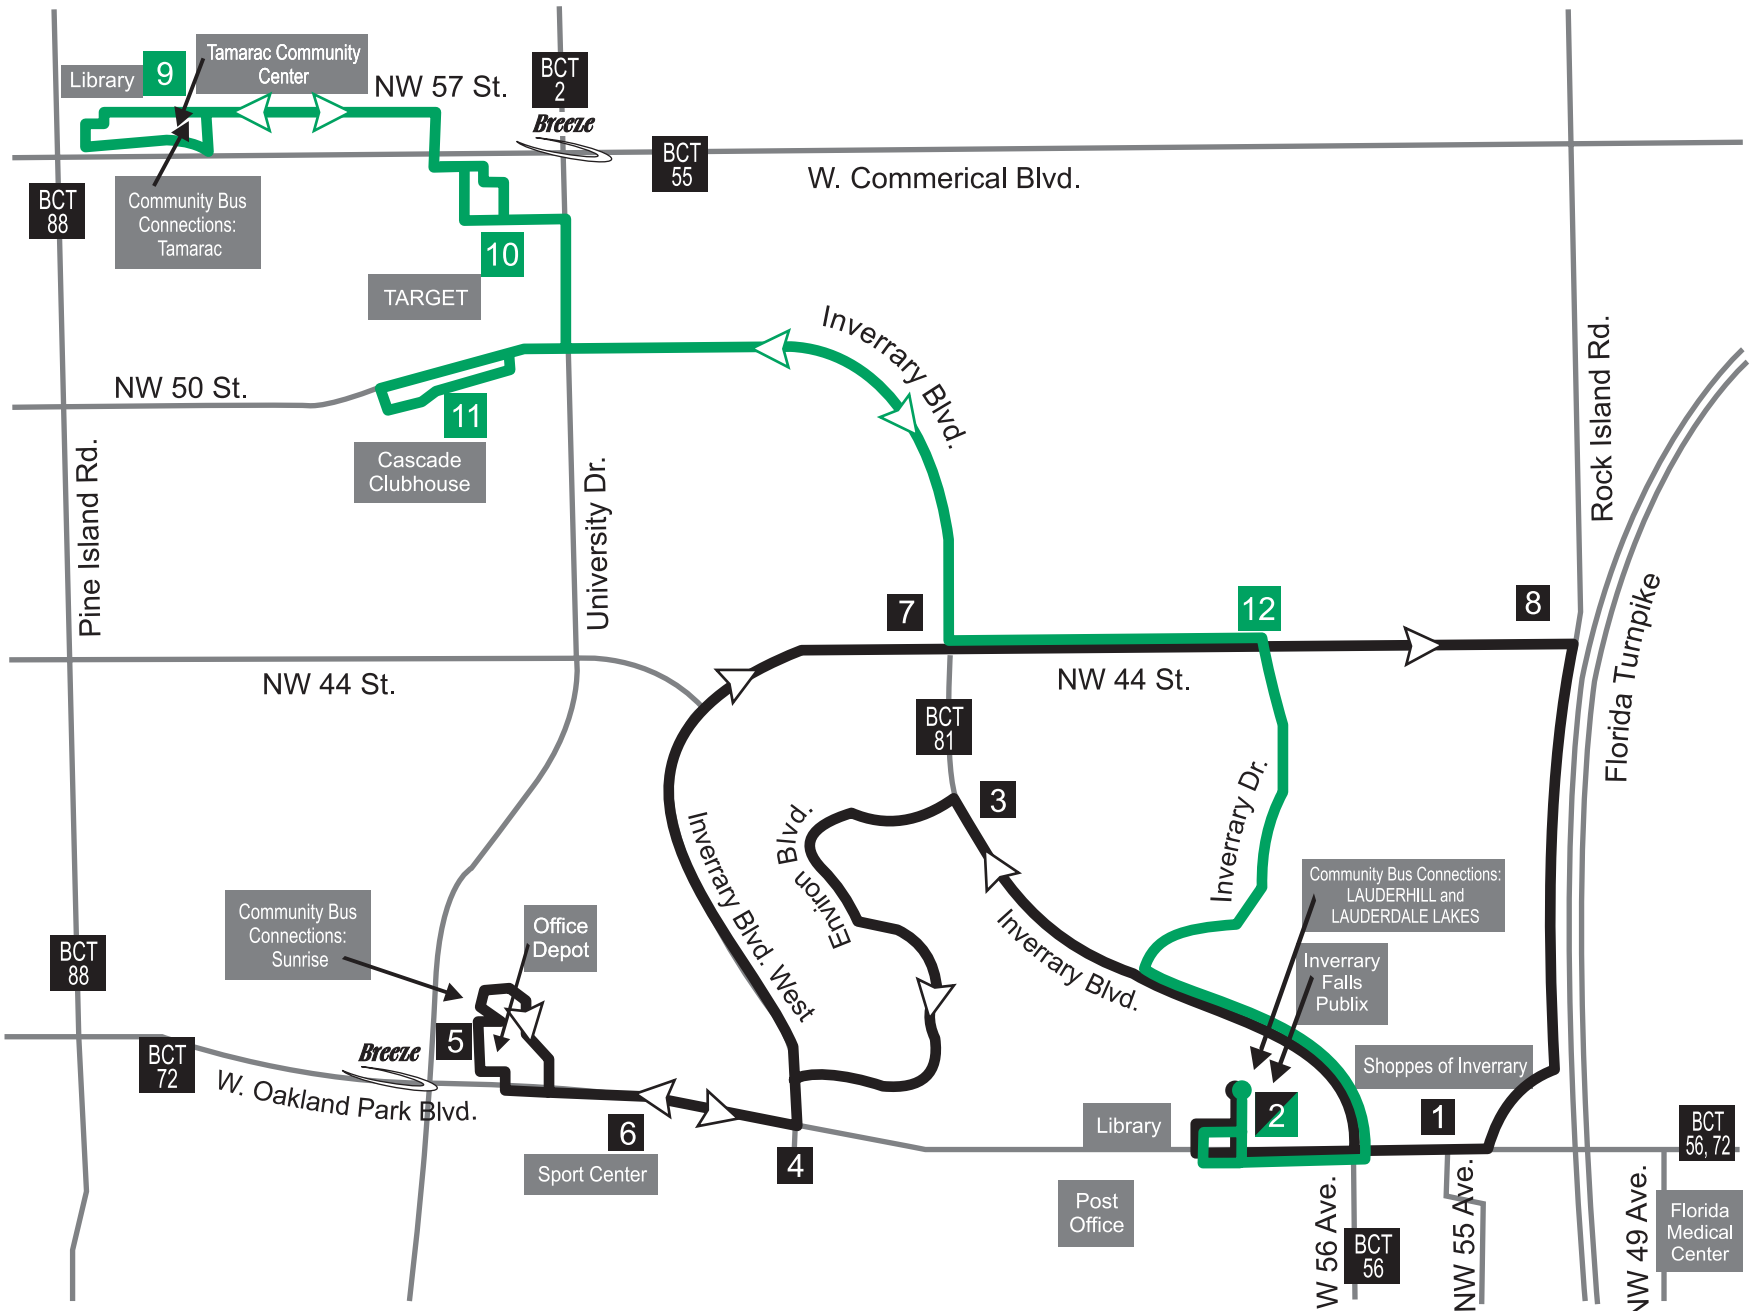 Library
9
Tamarac Community
Center
NW 57 St.
BCT
2
Breeze
BCT
55
W. Commerical Blvd.
BCT
88
Community Bus
Connections:
Tamarac
10
TARGET
Inverrary Blvd.
NW 50 St.
11
Cascade
Clubhouse
Pine Island Rd.
University Dr.
Rock Island Rd.
Florida Turnpike
7
12
8
NW 44 St.
NW 44 St.
BCT
81
3
Environ Blvd.
Inverrary Blvd. West
Inverrary Dr.
Inverrary Blvd.
Community Bus Connections:
LAUDERHILL and
LAUDERDALE LAKES
Inverrary
Falls
Publix
Community Bus
Connections:
Sunrise
Office
Depot
BCT
88
5
BCT
72
Breeze
W. Oakland Park Blvd.
6
Sport Center
4
Library
2
Shoppes of Inverrary
1
BCT
56, 72
Post
Office
W 56 Ave.
BCT
56
NW 55 Ave.
NW 49 Ave.
Florida
Medical
Center